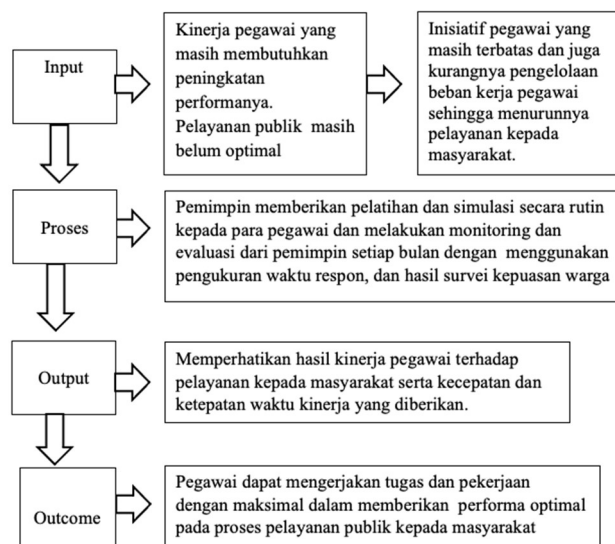 Input
Kinerja pegawai yang
masih membutuhkan
peningkatan
performanya.
Pelayanan publik masih
belum optimal
Inisiatif pegawai yang
masih terbatas dan juga
kurangnya pengelolaan
beban kerja pegawai
sehingga menurunnya
pelayanan kepada
masyarakat.
Proses
Pemimpin memberikan pelatihan dan simulasi secara rutin
kepada para pegawai dan melakukan monitoring dan
evaluasi dari pemimpin setiap bulan dengan menggunakan
pengukuran waktu respon, dan hasil survei kepuasan warga
Output
Memperhatikan hasil kinerja pegawai terhadap
pelayanan kepada masyarakat serta kecepatan dan
ketepatan waktu kinerja yang diberikan.
Outcome
Pegawai dapat mengerjakan tugas dan pekerjaan
dengan maksimal dalam memberikan performa optimal
pada proses pelayanan publik kepada masyarakat